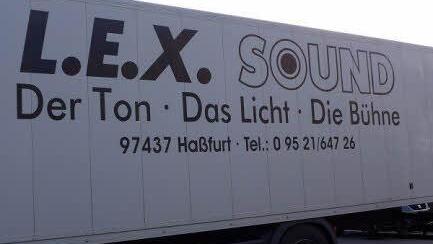 L.E.X. SOUND
Der Ton · Das Licht · Die Bühne
97437 Haßfurt · Tel.: 0 95 21/647 26